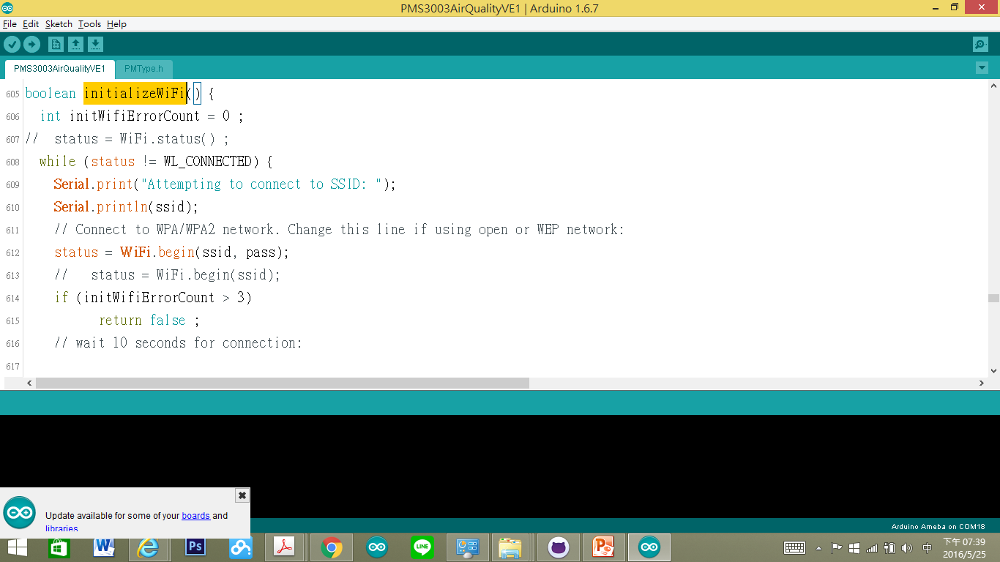 PMS3003AirQualityVE1 | Arduino 1.6.7
File Edit Sketch Tools Help
PMS3003AirQualityVE1 PMType.h
605 boolean initializeWiFi() {
606 int initWifiErrorCount = 0 ;
607 // status = WiFi.status() ;
608 while (status != WL_CONNECTED) {
609 Serial.print("Attempting to connect to SSID: ");
610 Serial.println(ssid);
611 // Connect to WPA/WPA2 network. Change this line if using open or WEP network:
612 status = WiFi.begin(ssid, pass);
613 // status = WiFi.begin(ssid);
614 if (initWifiErrorCount > 3)
615 return false ;
616 // wait 10 seconds for connection:
617
Update available for some of your boards and
libraries
Arduino Ameba on COM18
W
Ps
LINE
P
中
下午 07:39
2016/5/25